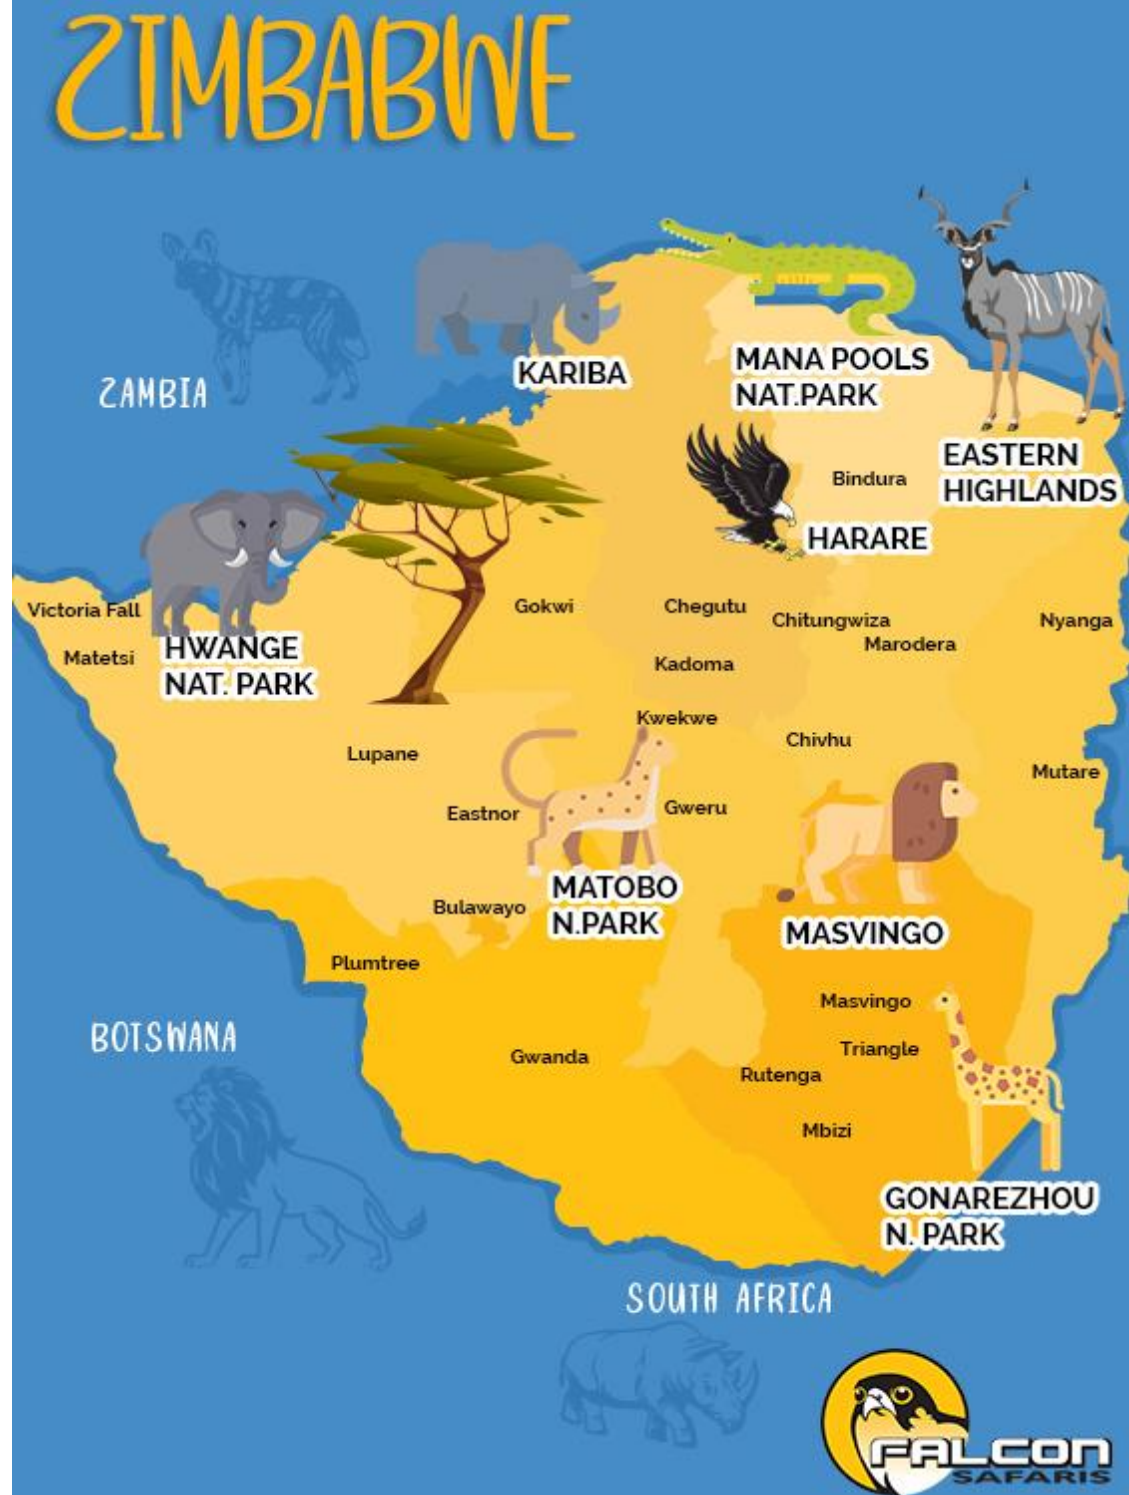 ZIMBABWE
ZAMBIA
KARIBA
MANA POOLS
NAT.PARK
EASTERN
HIGHLANDS
Bindura
HARARE
Victoria Fall
Matetsi
HWANGE
NAT. PARK
Gokwi
Chegutu
Chitungwiza
Marodera
Nyanga
Kadoma
Kwekwe
Chivhu
Lupane
Mutare
Eastnor
Gweru
MATOBO
N.PARK
Bulawayo
MASVINGO
Plumtree
Masvingo
BOTSWANA
Triangle
Gwanda
Rutenga
Mbizi
GONAREZHOU
N. PARK
SOUTH AFRICA
FALCON
SAFARIS